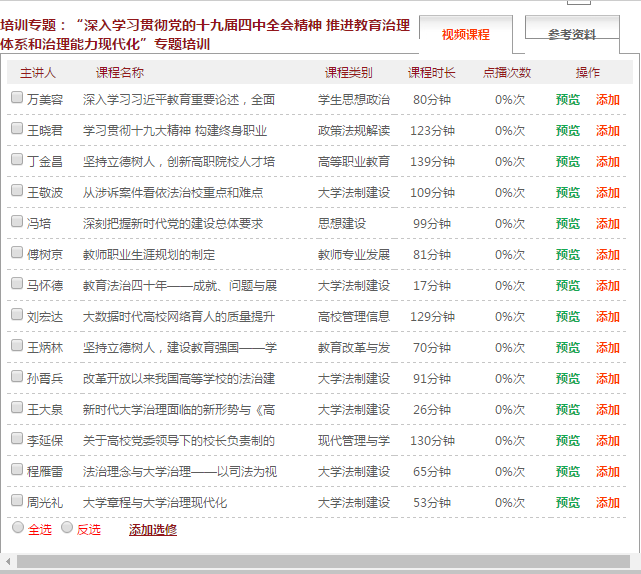 培训专题：“深入学习贯彻党的十九届四中全会精神 推进教育治理
体系和治理能力现代化”专题培训
视频课程 参考资料
主讲人 课程名称 课程类别 课程时长 点播次数 操作
万美容 深入学习习近平教育重要论述，全面 学生思想政治 80分钟 0%次 预览 添加
王晓君 学习贯彻十九大精神 构建终身职业 政策法规解读 123分钟 0%次 预览 添加
丁金昌 坚持立德树人，创新高职院校人才培 高等职业教育 139分钟 0%次 预览 添加
王敬波 从涉诉案件看依法治校重点和难点 大学法制建设 109分钟 0%次 预览 添加
冯培 深刻把握新时代党的建设总体要求 思想建设 99分钟 0%次 预览 添加
傅树京 教师职业生涯规划的制定 教师专业发展 81分钟 0%次 预览 添加
马怀德 教育法治四十年——成就、问题与展 大学法制建设 17分钟 0%次 预览 添加
刘宏达 大数据时代高校网络育人的质量提升 高校管理信息 129分钟 0%次 预览 添加
王炳林 坚持立德树人，建设教育强国——学 教育改革与发 70分钟 0%次 预览 添加
孙霄兵 改革开放以来我国高等学校的法治建 大学法制建设 91分钟 0%次 预览 添加
王大泉 新时代大学治理面临的新形势与《高 大学法制建设 26分钟 0%次 预览 添加
李延保 关于高校党委领导下的校长负责制的 现代管理与学 130分钟 0%次 预览 添加
程雁雷 法治理念与大学治理——以司法为视 大学法制建设 65分钟 0%次 预览 添加
周光礼 大学章程与大学治理现代化 大学法制建设 53分钟 0%次 预览 添加
全选 反选 添加选修